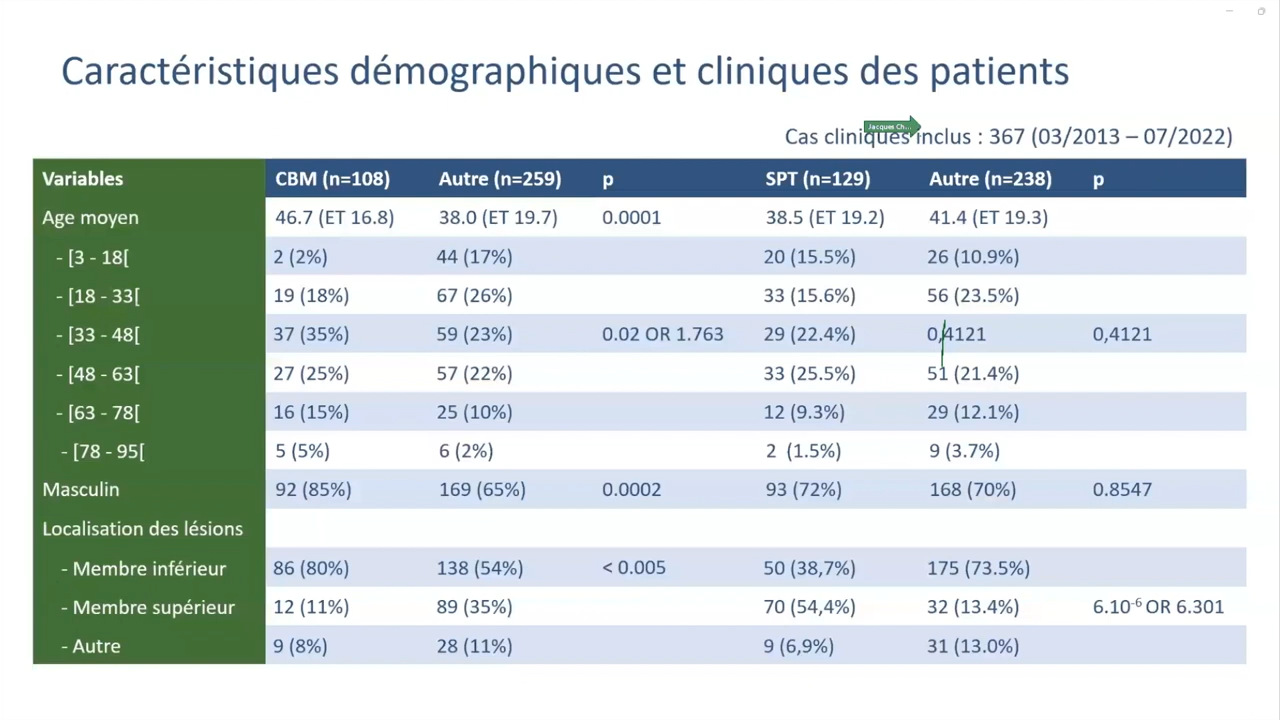 Caractéristiques démographiques et cliniques des patients
Jacques Ch...
Cas cliniques inclus : 367 (03/2013 – 07/2022)
Variables CBM (n=108) Autre (n=259) p SPT (n=129) Autre (n=238) p
Age moyen 46.7 (ET 16.8) 38.0 (ET 19.7) 0.0001 38.5 (ET 19.2) 41.4 (ET 19.3)
- [3 - 18[ 2 (2%) 44 (17%) 20 (15.5%) 26 (10.9%)
- [18 - 33[ 19 (18%) 67 (26%) 33 (15.6%) 56 (23.5%)
- [33 - 48[ 37 (35%) 59 (23%) 0.02 OR 1.763 29 (22.4%) 0,4121 0,4121
- [48 - 63[ 27 (25%) 57 (22%) 33 (25.5%) 51 (21.4%)
- [63 - 78[ 16 (15%) 25 (10%) 12 (9.3%) 29 (12.1%)
- [78 - 95[ 5 (5%) 6 (2%) 2 (1.5%) 9 (3.7%)
Masculin 92 (85%) 169 (65%) 0.0002 93 (72%) 168 (70%) 0.8547
Localisation des lésions
- Membre inférieur 86 (80%) 138 (54%) < 0.005 50 (38,7%) 175 (73.5%)
- Membre supérieur 12 (11%) 89 (35%) 70 (54,4%) 32 (13.4%) 6.10⁻⁶ OR 6.301
- Autre 9 (8%) 28 (11%) 9 (6,9%) 31 (13.0%)